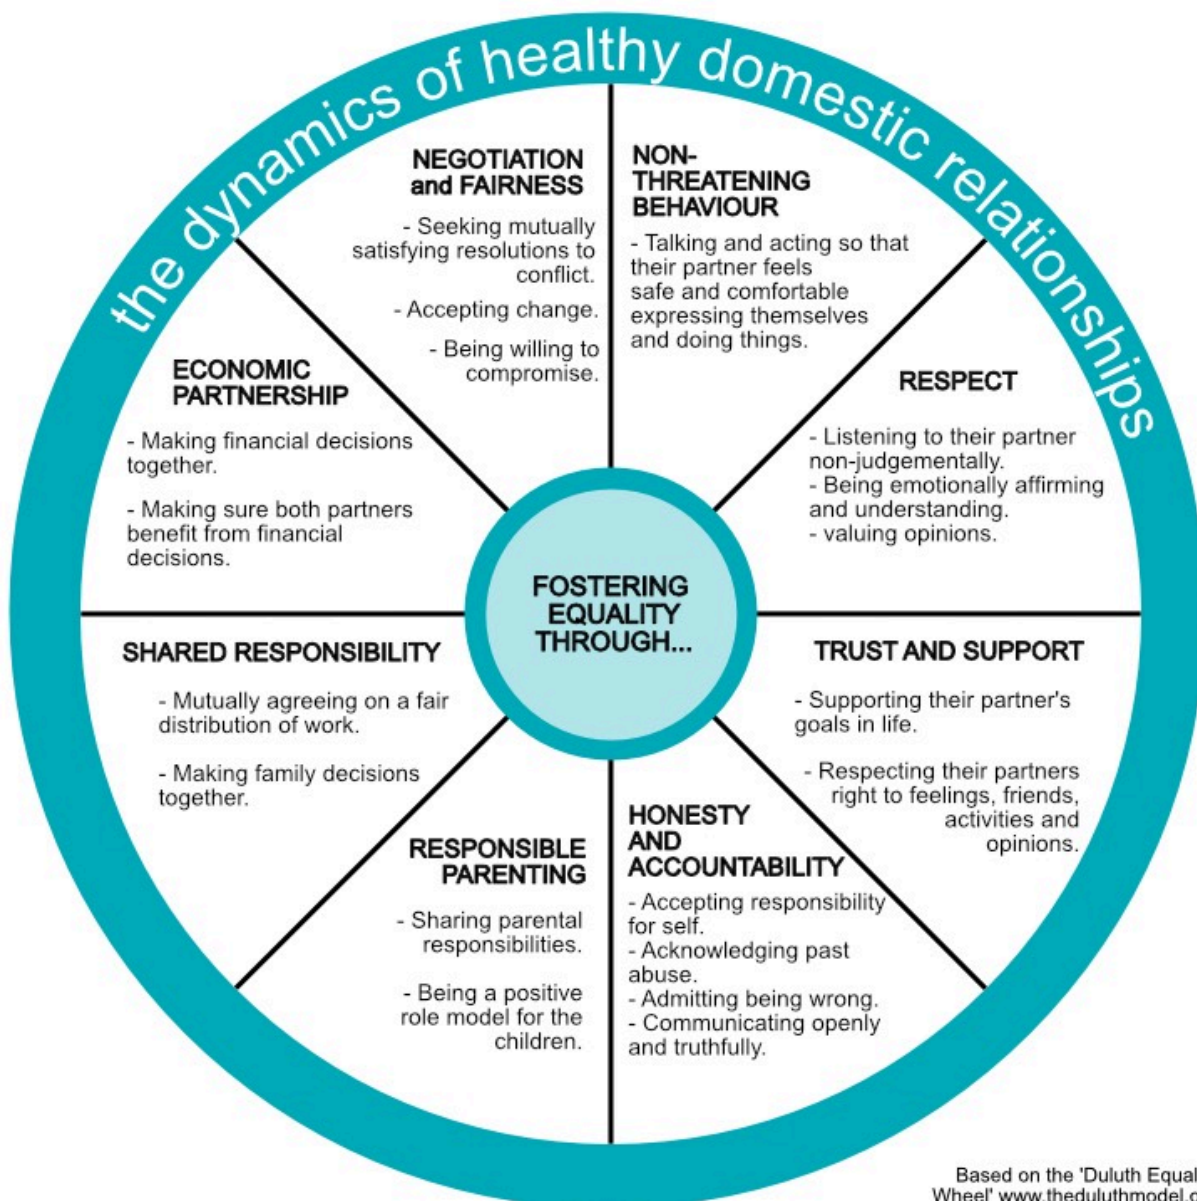 the dynamics of healthy domestic relationships
NEGOTIATION
and FAIRNESS
- Seeking mutually
satisfying resolutions to
conflict.
- Accepting change.
- Being willing to
compromise.
NON-
THREATENING
BEHAVIOUR
- Talking and acting so that
their partner feels
safe and comfortable
expressing themselves
and doing things.
RESPECT
- Listening to their partner
non-judgementally.
- Being emotionally affirming
and understanding.
- valuing opinions.
TRUST AND SUPPORT
- Supporting their partner's
goals in life.
- Respecting their partners
right to feelings, friends,
activities and
opinions.
HONESTY
AND
ACCOUNTABILITY
- Accepting responsibility
for self.
- Acknowledging past
abuse.
- Admitting being wrong.
- Communicating openly
and truthfully.
RESPONSIBLE
PARENTING
- Sharing parental
responsibilities.
- Being a positive
role model for the
children.
SHARED RESPONSIBILITY
- Mutually agreeing on a fair
distribution of work.
- Making family decisions
together.
ECONOMIC
PARTNERSHIP
- Making financial decisions
together.
- Making sure both partners
benefit from financial
decisions.
FOSTERING
EQUALITY
THROUGH...
Based on the 'Duluth Equal
Wheel'